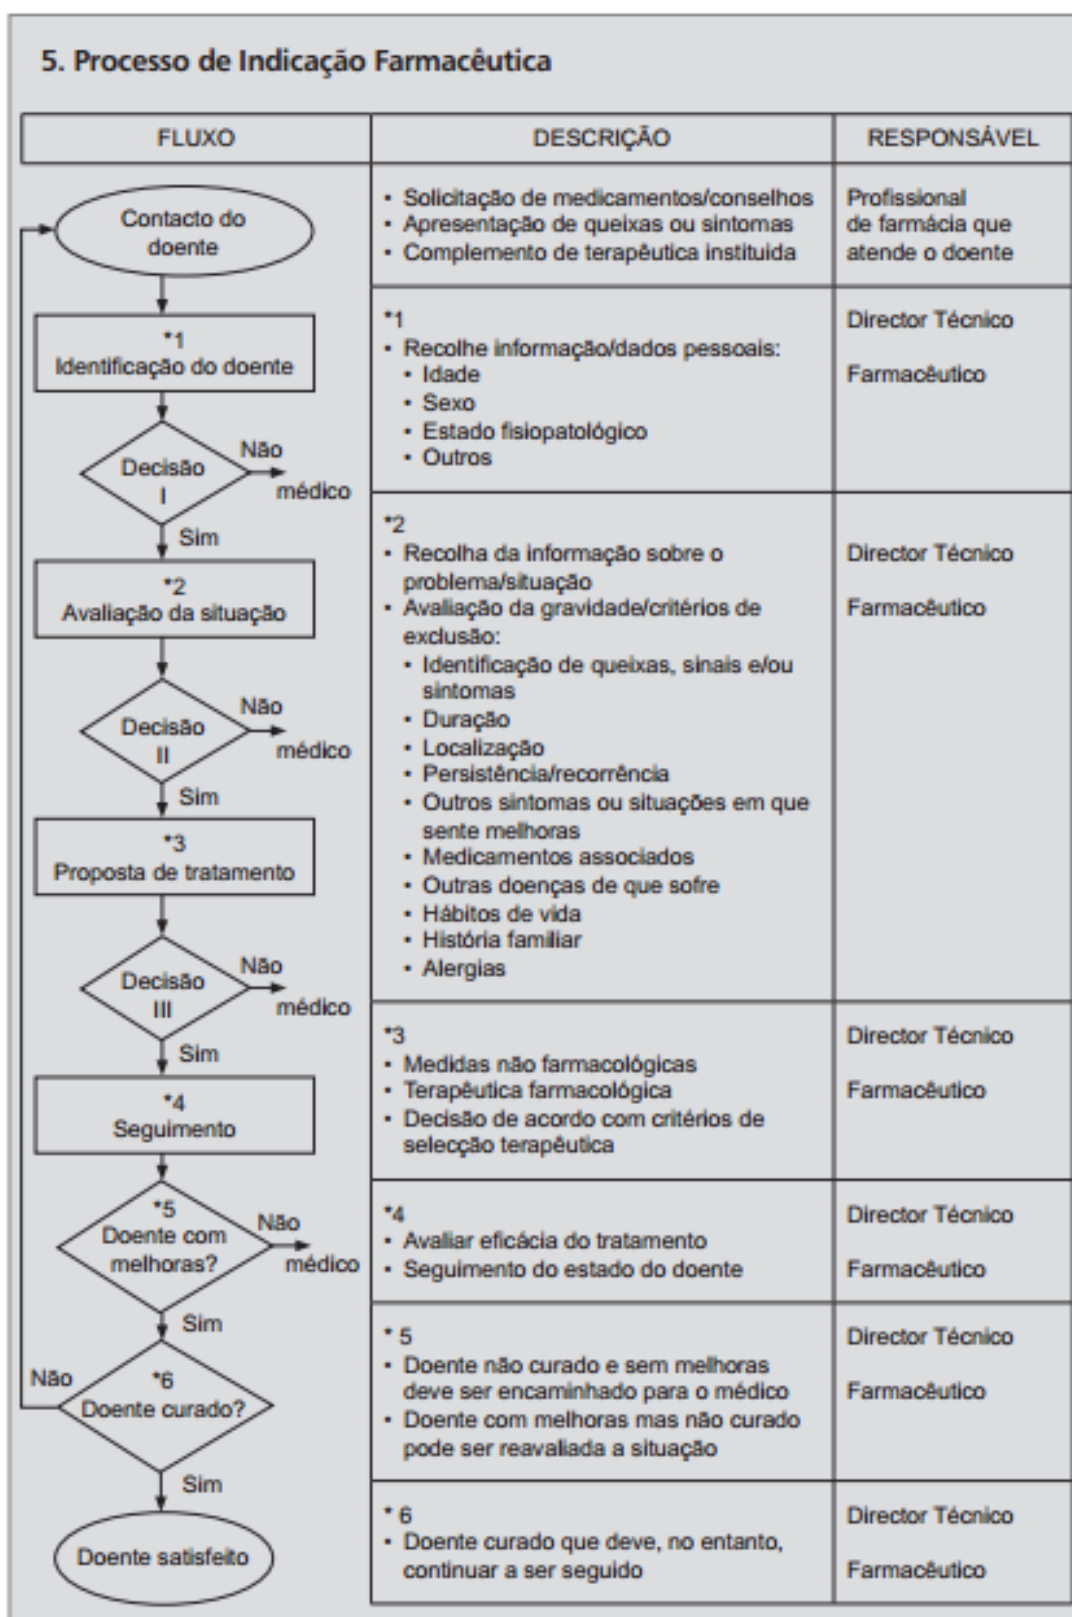 5. Processo de Indicação Farmacêutica
FLUXO
DESCRIÇÃO
RESPONSÁVEL
Contacto do
doente
*1
Identificação do doente
Decisão
I
Não
médico
Sim
*2
Avaliação da situação
Decisão
II
Não
médico
Sim
*3
Proposta de tratamento
Decisão
III
Não
médico
Sim
*4
Seguimento
*5
Doente com
melhoras?
Não
médico
Sim
Não
*6
Doente curado?
Sim
Doente satisfeito
• Solicitação de medicamentos/conselhos
• Apresentação de queixas ou sintomas
• Complemento de terapêutica instituida
Profissional
de farmácia que
atende o doente
*1
• Recolhe informação/dados pessoais:
• Idade
• Sexo
• Estado fisiopatológico
• Outros
Director Técnico
Farmacêutico
*2
• Recolha da informação sobre o
problema/situação
• Avaliação da gravidade/critérios de
exclusão:
• Identificação de queixas, sinais e/ou
sintomas
• Duração
• Localização
• Persistência/recorrência
• Outros sintomas ou situações em que
sente melhoras
• Medicamentos associados
• Outras doenças de que sofre
• Hábitos de vida
• História familiar
• Alergias
Director Técnico
Farmacêutico
*3
• Medidas não farmacológicas
• Terapêutica farmacológica
• Decisão de acordo com critérios de
selecção terapêutica
Director Técnico
Farmacêutico
*4
• Avaliar eficácia do tratamento
• Seguimento do estado do doente
Director Técnico
Farmacêutico
* 5
• Doente não curado e sem melhoras
deve ser encaminhado para o médico
• Doente com melhoras mas não curado
pode ser reavaliada a situação
Director Técnico
Farmacêutico
* 6
• Doente curado que deve, no entanto,
continuar a ser seguido
Director Técnico
Farmacêutico